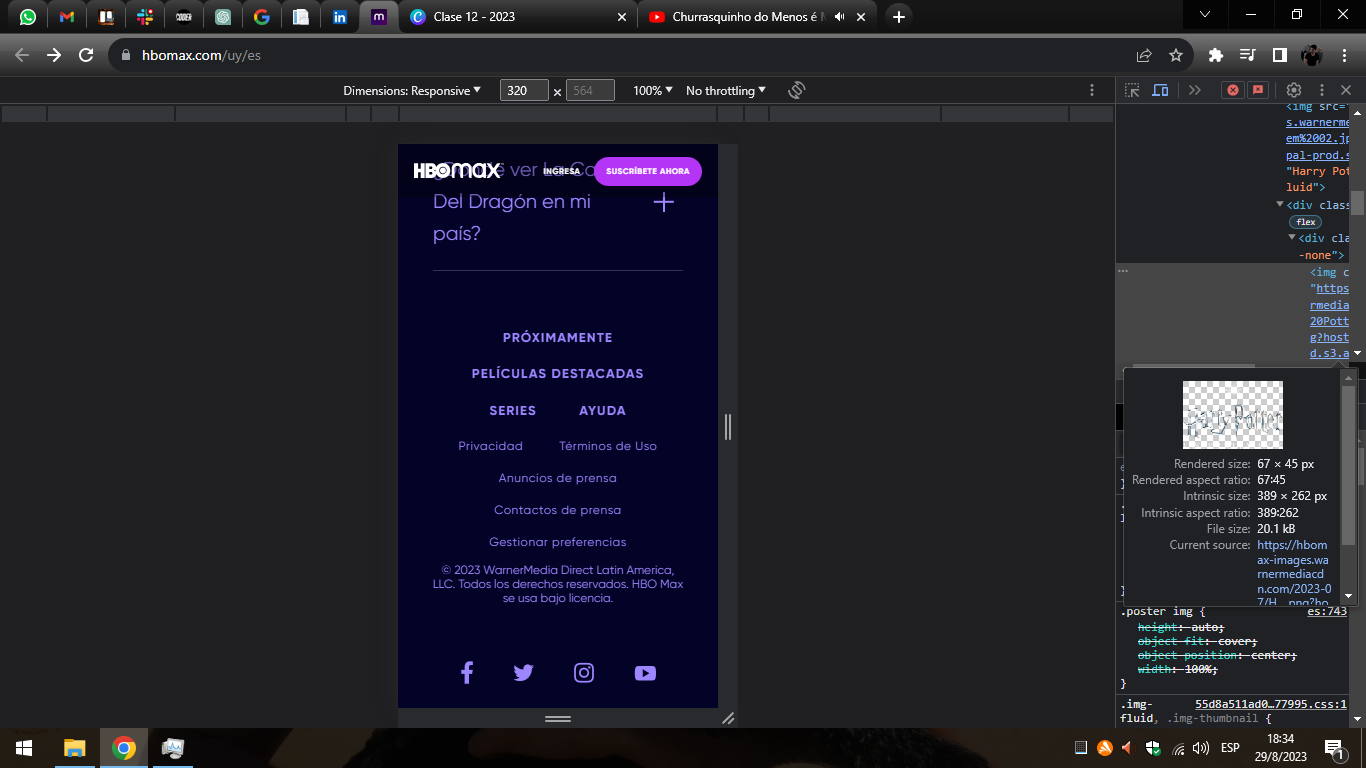 Clase 12 - 2023
Churrasquinho do Menos é M
hbomax.com/uy/es
Dimensions: Responsive
320
×
564
100%
No throttling
HBOmax
INGRESA
SUSCRÍBETE AHORA
ver La Ca
Del Dragón en mi
país?
PRÓXIMAMENTE
PELÍCULAS DESTACADAS
SERIES
AYUDA
Privacidad
Términos de Uso
Anuncios de prensa
Contactos de prensa
Gestionar preferencias
© 2023 WarnerMedia Direct Latin America,
LLC. Todos los derechos reservados. HBO Max
se usa bajo licencia.
<img src="
s.warnerme
em%2002.jp
pal-prod.s
"Harry Pot
luid">
<div class
flex
<div cla
-none">
<img c
"https
rmedia
20Pott
g?host
d.s3.a
Harry Potter
Rendered size: 67 × 45 px
Rendered aspect ratio: 67∶45
Intrinsic size: 389 × 262 px
Intrinsic aspect ratio: 389∶262
File size: 20.1 kB
Current source: https://hbom
ax-images.wa
rnermediacd
n.com/2023-0
7/H…png?ho
.poster img {
es:743
height: auto;
object-fit: cover;
object-position: center;
width: 100%;
}
.img-
55d8a511ad0…77995.css:1
fluid, .img-thumbnail {
ESP
18:34
29/8/2023
1